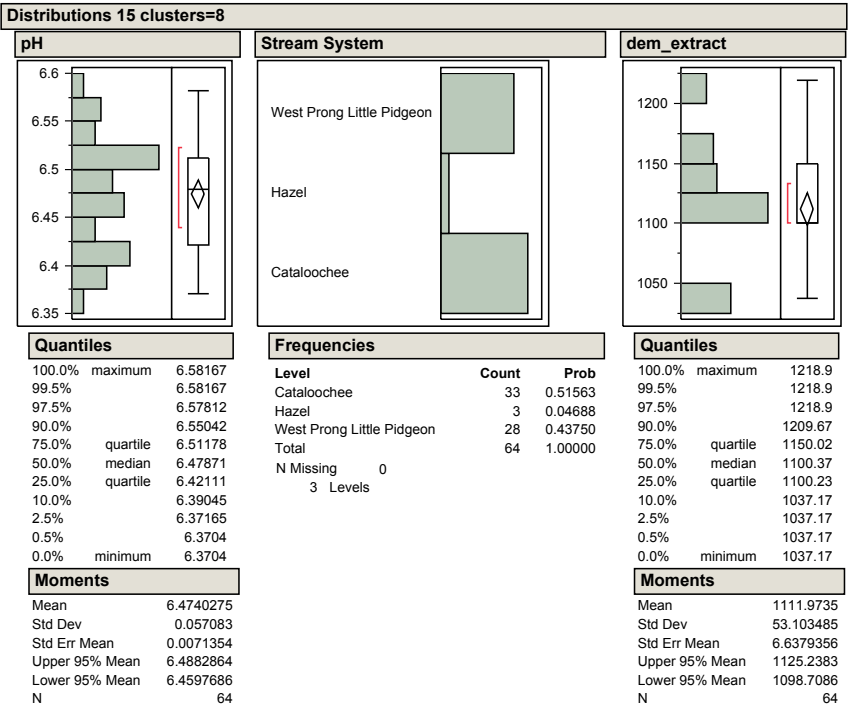 Distributions 15 clusters=8
pH
6.6
6.55
6.5
6.45
6.4
6.35
Quantiles
100.0% maximum 6.58167
99.5% 6.58167
97.5% 6.57812
90.0% 6.55042
75.0% quartile 6.51178
50.0% median 6.47871
25.0% quartile 6.42111
10.0% 6.39045
2.5% 6.37165
0.5% 6.3704
0.0% minimum 6.3704
Moments
Mean 6.4740275
Std Dev 0.057083
Std Err Mean 0.0071354
Upper 95% Mean 6.4882864
Lower 95% Mean 6.4597686
N 64
Stream System
West Prong Little Pidgeon
Hazel
Cataloochee
Frequencies
Level Count Prob
Cataloochee 33 0.51563
Hazel 3 0.04688
West Prong Little Pidgeon 28 0.43750
Total 64 1.00000
N Missing 0
3 Levels
dem_extract
1200
1150
1100
1050
Quantiles
100.0% maximum 1218.9
99.5% 1218.9
97.5% 1218.9
90.0% 1209.67
75.0% quartile 1150.02
50.0% median 1100.37
25.0% quartile 1100.23
10.0% 1037.17
2.5% 1037.17
0.5% 1037.17
0.0% minimum 1037.17
Moments
Mean 1111.9735
Std Dev 53.103485
Std Err Mean 6.6379356
Upper 95% Mean 1125.2383
Lower 95% Mean 1098.7086
N 64